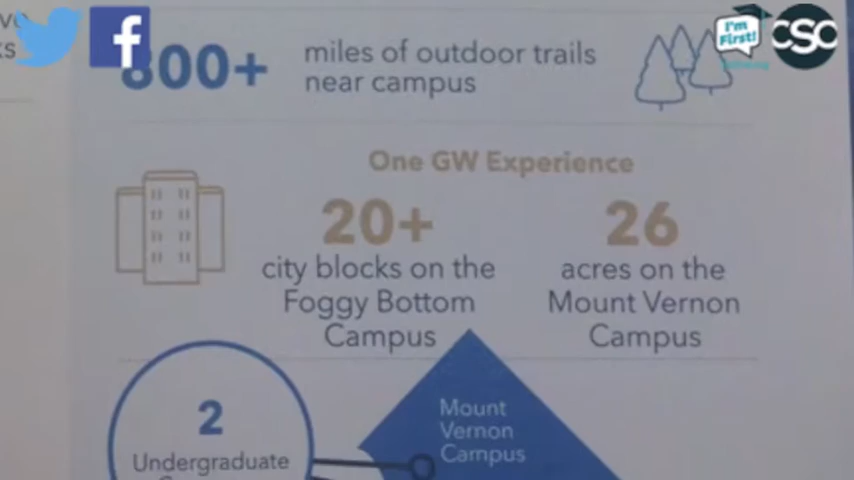 I'm
First!
CSO
800+
miles of outdoor trails
near campus
One GW Experience
20+
city blocks on the
Foggy Bottom
Campus
26
acres on the
Mount Vernon
Campus
2
Undergraduate
Mount
Vernon
Campus